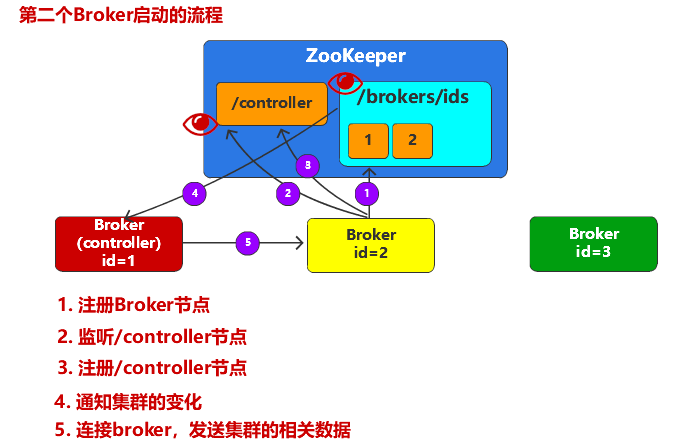 第二个Broker启动的流程
ZooKeeper
/controller
/brokers/ids
1
2
3
4
2
1
Broker
(controller)
id=1
5
Broker
id=2
Broker
id=3
1. 注册Broker节点
2. 监听/controller节点
3. 注册/controller节点
4. 通知集群的变化
5. 连接broker，发送集群的相关数据